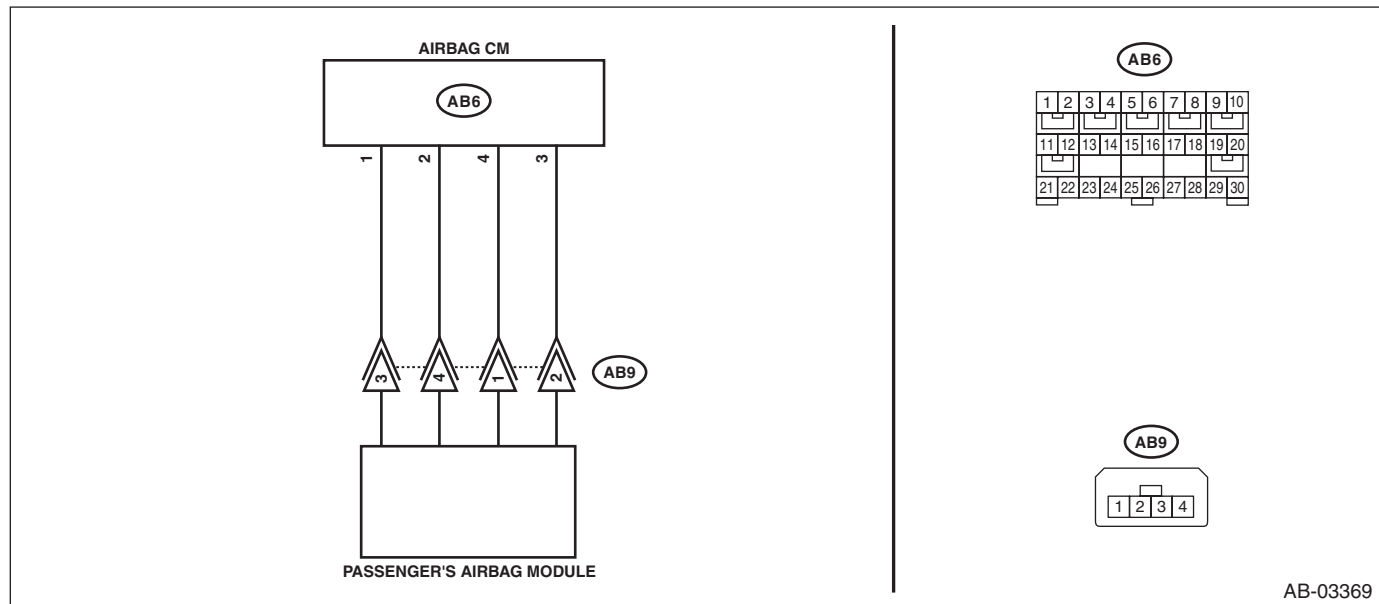 AIRBAG CM
AB6
1 2 4 3
3 4 1 2
AB9
PASSENGER'S AIRBAG MODULE
AB6
1 2 3 4 5 6 7 8 9 10
11 12 13 14 15 16 17 18 19 20
21 22 23 24 25 26 27 28 29 30
AB9
1 2 3 4
AB-03369